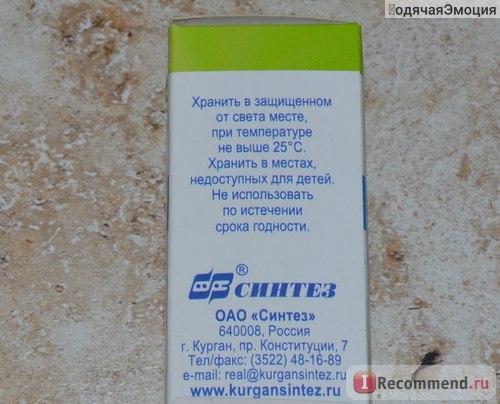 ХодячаяЭмоция
Хранить в защищенном
от света месте,
при температуре
не выше 25°С.
Хранить в местах,
недоступных для детей.
Не использовать
по истечении
срока годности.
® СИНТЕЗ
ОАО «Синтез»
640008, Россия
г. Курган, пр. Конституции, 7
Тел/факс: (3522) 48-16-89
e-mail: real@kurgansintez.ru
www.kurgansintez.ru
I Recommend.ru